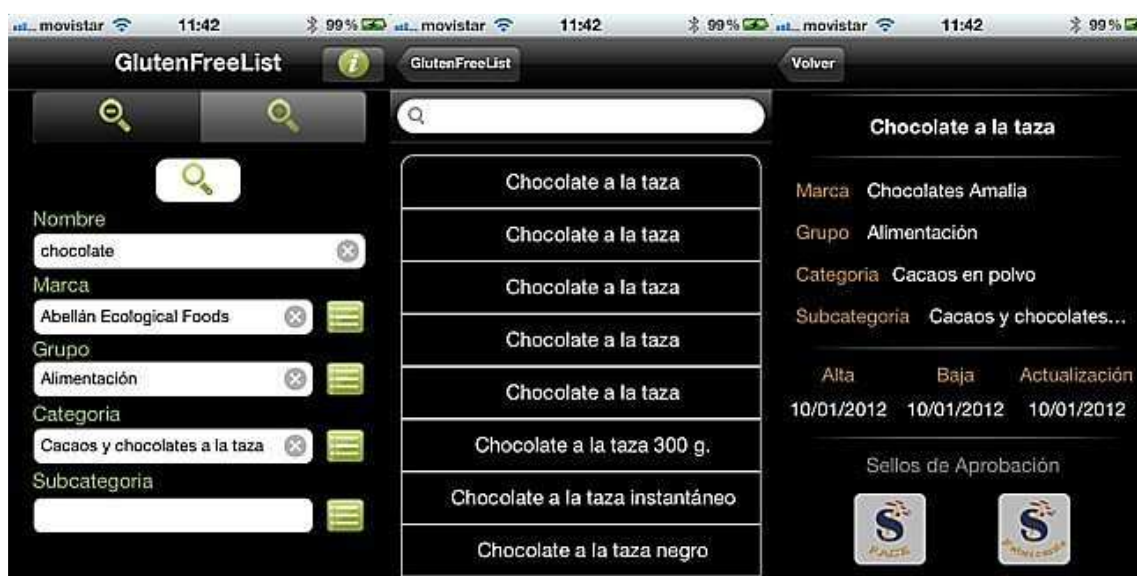 movistar 11:42 99%
GlutenFreeList
Nombre
chocolate
Marca
Abellán Ecological Foods
Grupo
Alimentación
Categoria
Cacaos y chocolates a la taza
Subcategoria
movistar 11:42 99%
GlutenFreeList
Chocolate a la taza
Chocolate a la taza
Chocolate a la taza
Chocolate a la taza
Chocolate a la taza
Chocolate a la taza 300 g.
Chocolate a la taza instantáneo
Chocolate a la taza negro
movistar 11:42 99%
Volver
Chocolate a la taza
Marca Chocolates Amalia
Grupo Alimentación
Categoria Cacaos en polvo
Subcategoría Cacaos y chocolates...
Alta Baja Actualización
10/01/2012 10/01/2012 10/01/2012
Sellos de Aprobación
S
FACE
S